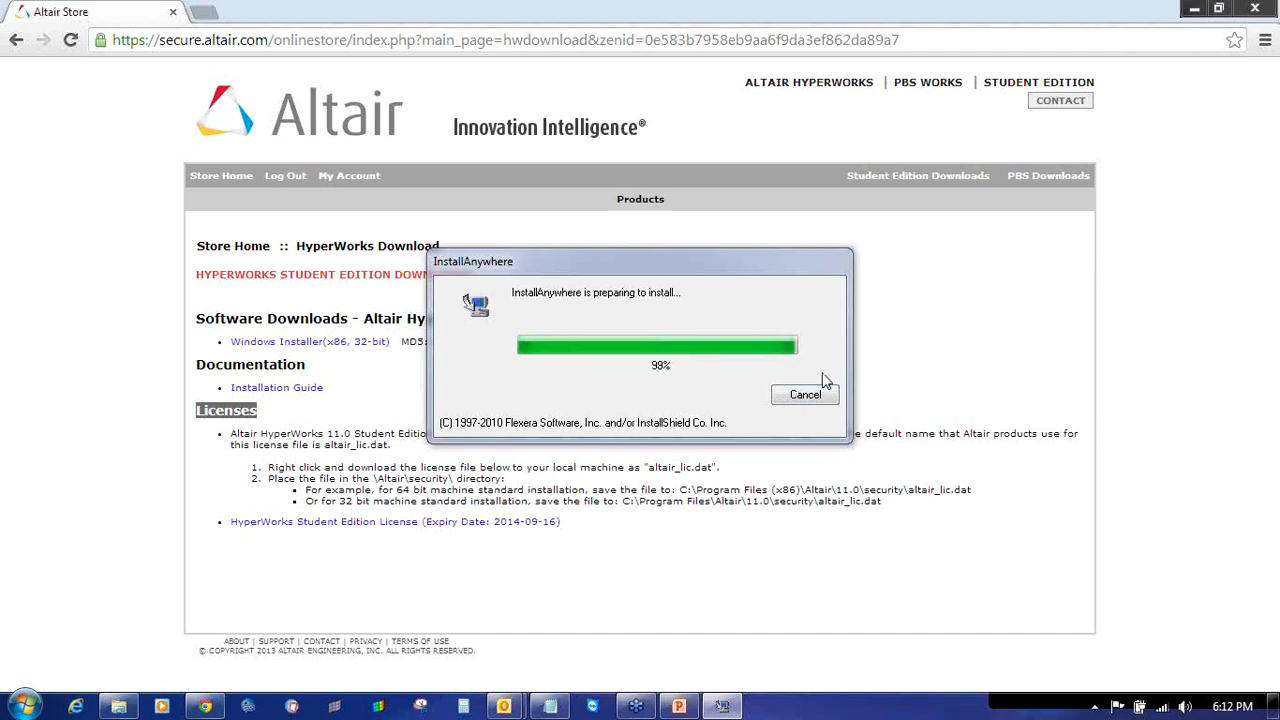 Altair Store
https://secure.altair.com/onlinestore/index.php?main_page=hwdownload&zenid=0e583b7958eb9aa6f9da3ef862da89a7
ALTAIR HYPERWORKS | PBS WORKS | STUDENT EDITION
CONTACT
Altair
Innovation Intelligence®
Store Home Log Out My Account Student Edition Downloads PBS Downloads
Products
Store Home :: HyperWorks Download
HYPERWORKS STUDENT EDITION DOWN
InstallAnywhere
InstallAnywhere is preparing to install...
99%
Cancel
(C) 1997-2010 Flexera Software, Inc. and/or InstallShield Co. Inc.
Software Downloads - Altair Hy
Windows Installer(x86, 32-bit) MD5:
Documentation
Installation Guide
Licenses
Altair HyperWorks 11.0 Student Editio e default name that Altair products use for
this license file is altair_lic.dat.
1. Right click and download the license file below to your local machine as "altair_lic.dat".
2. Place the file in the \Altair\security\ directory:
For example, for 64 bit machine standard installation, save the file to: C:\Program Files (x86)\Altair\11.0\security\altair_lic.dat
Or for 32 bit machine standard installation, save the file to: C:\Program Files\Altair\11.0\security\altair_lic.dat
HyperWorks Student Edition License (Expiry Date: 2014-09-16)
ABOUT | SUPPORT | CONTACT | PRIVACY | TERMS OF USE
© COPYRIGHT 2013 ALTAIR ENGINEERING, INC. ALL RIGHTS RESERVED.
6:12 PM